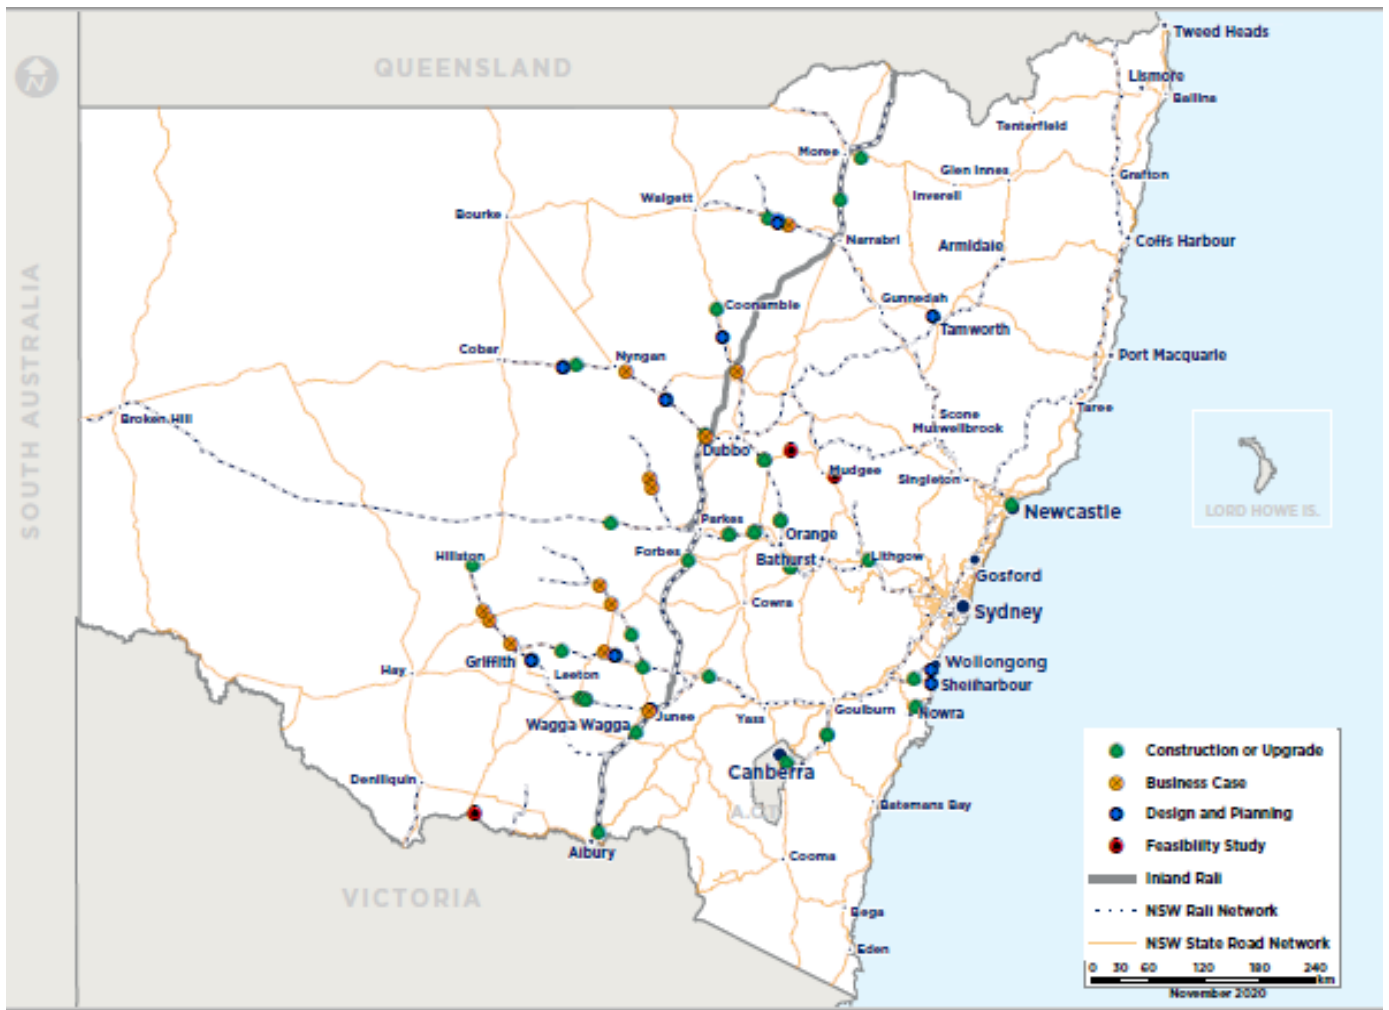 Tweed Heads
QUEENSLAND
Lismore
Ballina
N
Tenterfield
Moree
Glen Innes
Grafton
Inverell
Walgett
Bourke
Narrabri
Armidale
Coffs Harbour
SOUTH AUSTRALIA
Gunnedah
Coonamble
Tamworth
Cobar
Nyngan
Port Macquarie
Taree
Scone
Broken Hill
Muswellbrook
Dubbo
Mudgee
Singleton
LORD HOWE IS.
Newcastle
Parkes
Orange
Forbes
Hillston
Bathurst
Lithgow
Gosford
Cowra
Sydney
Griffith
Wollongong
Hay
Leeton
Shellharbour
Goulburn
Nowra
Junee
Yass
Wagga Wagga
Canberra
Deniliquin
A.C.T.
Batemans Bay
Albury
Cooma
VICTORIA
Bega
Eden
Construction or Upgrade
Business Case
Design and Planning
Feasibility Study
Inland Rail
NSW Rail Network
NSW State Road Network
0 30 60 120 180 240
km
November 2020